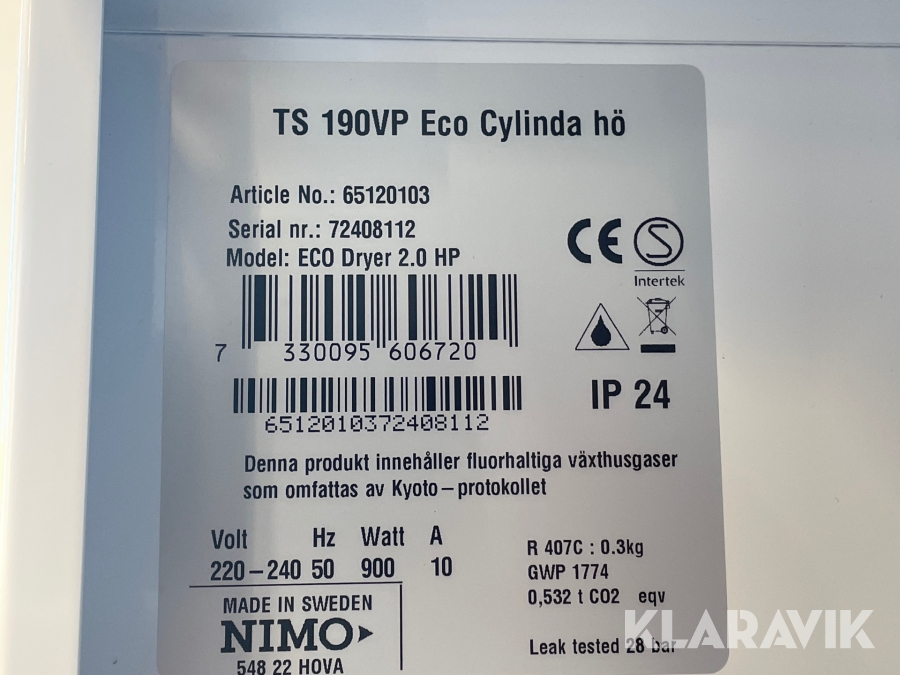 TS 190VP Eco Cylinda hö
Article No.: 65120103
Serial nr.: 72408112
Model: ECO Dryer 2.0 HP
CE S
Intertek
7 330095 606720
6512010372408112
IP 24
Denna produkt innehåller fluorhaltiga växthusgaser
som omfattas av Kyoto-protokollet
Volt Hz Watt A
220-240 50 900 10
R 407C : 0.3kg
GWP 1774
0,532 t CO2 eqv
Leak tested 28 bar
MADE IN SWEDEN
NIMO
548 22 HOVA
KLARAVIK